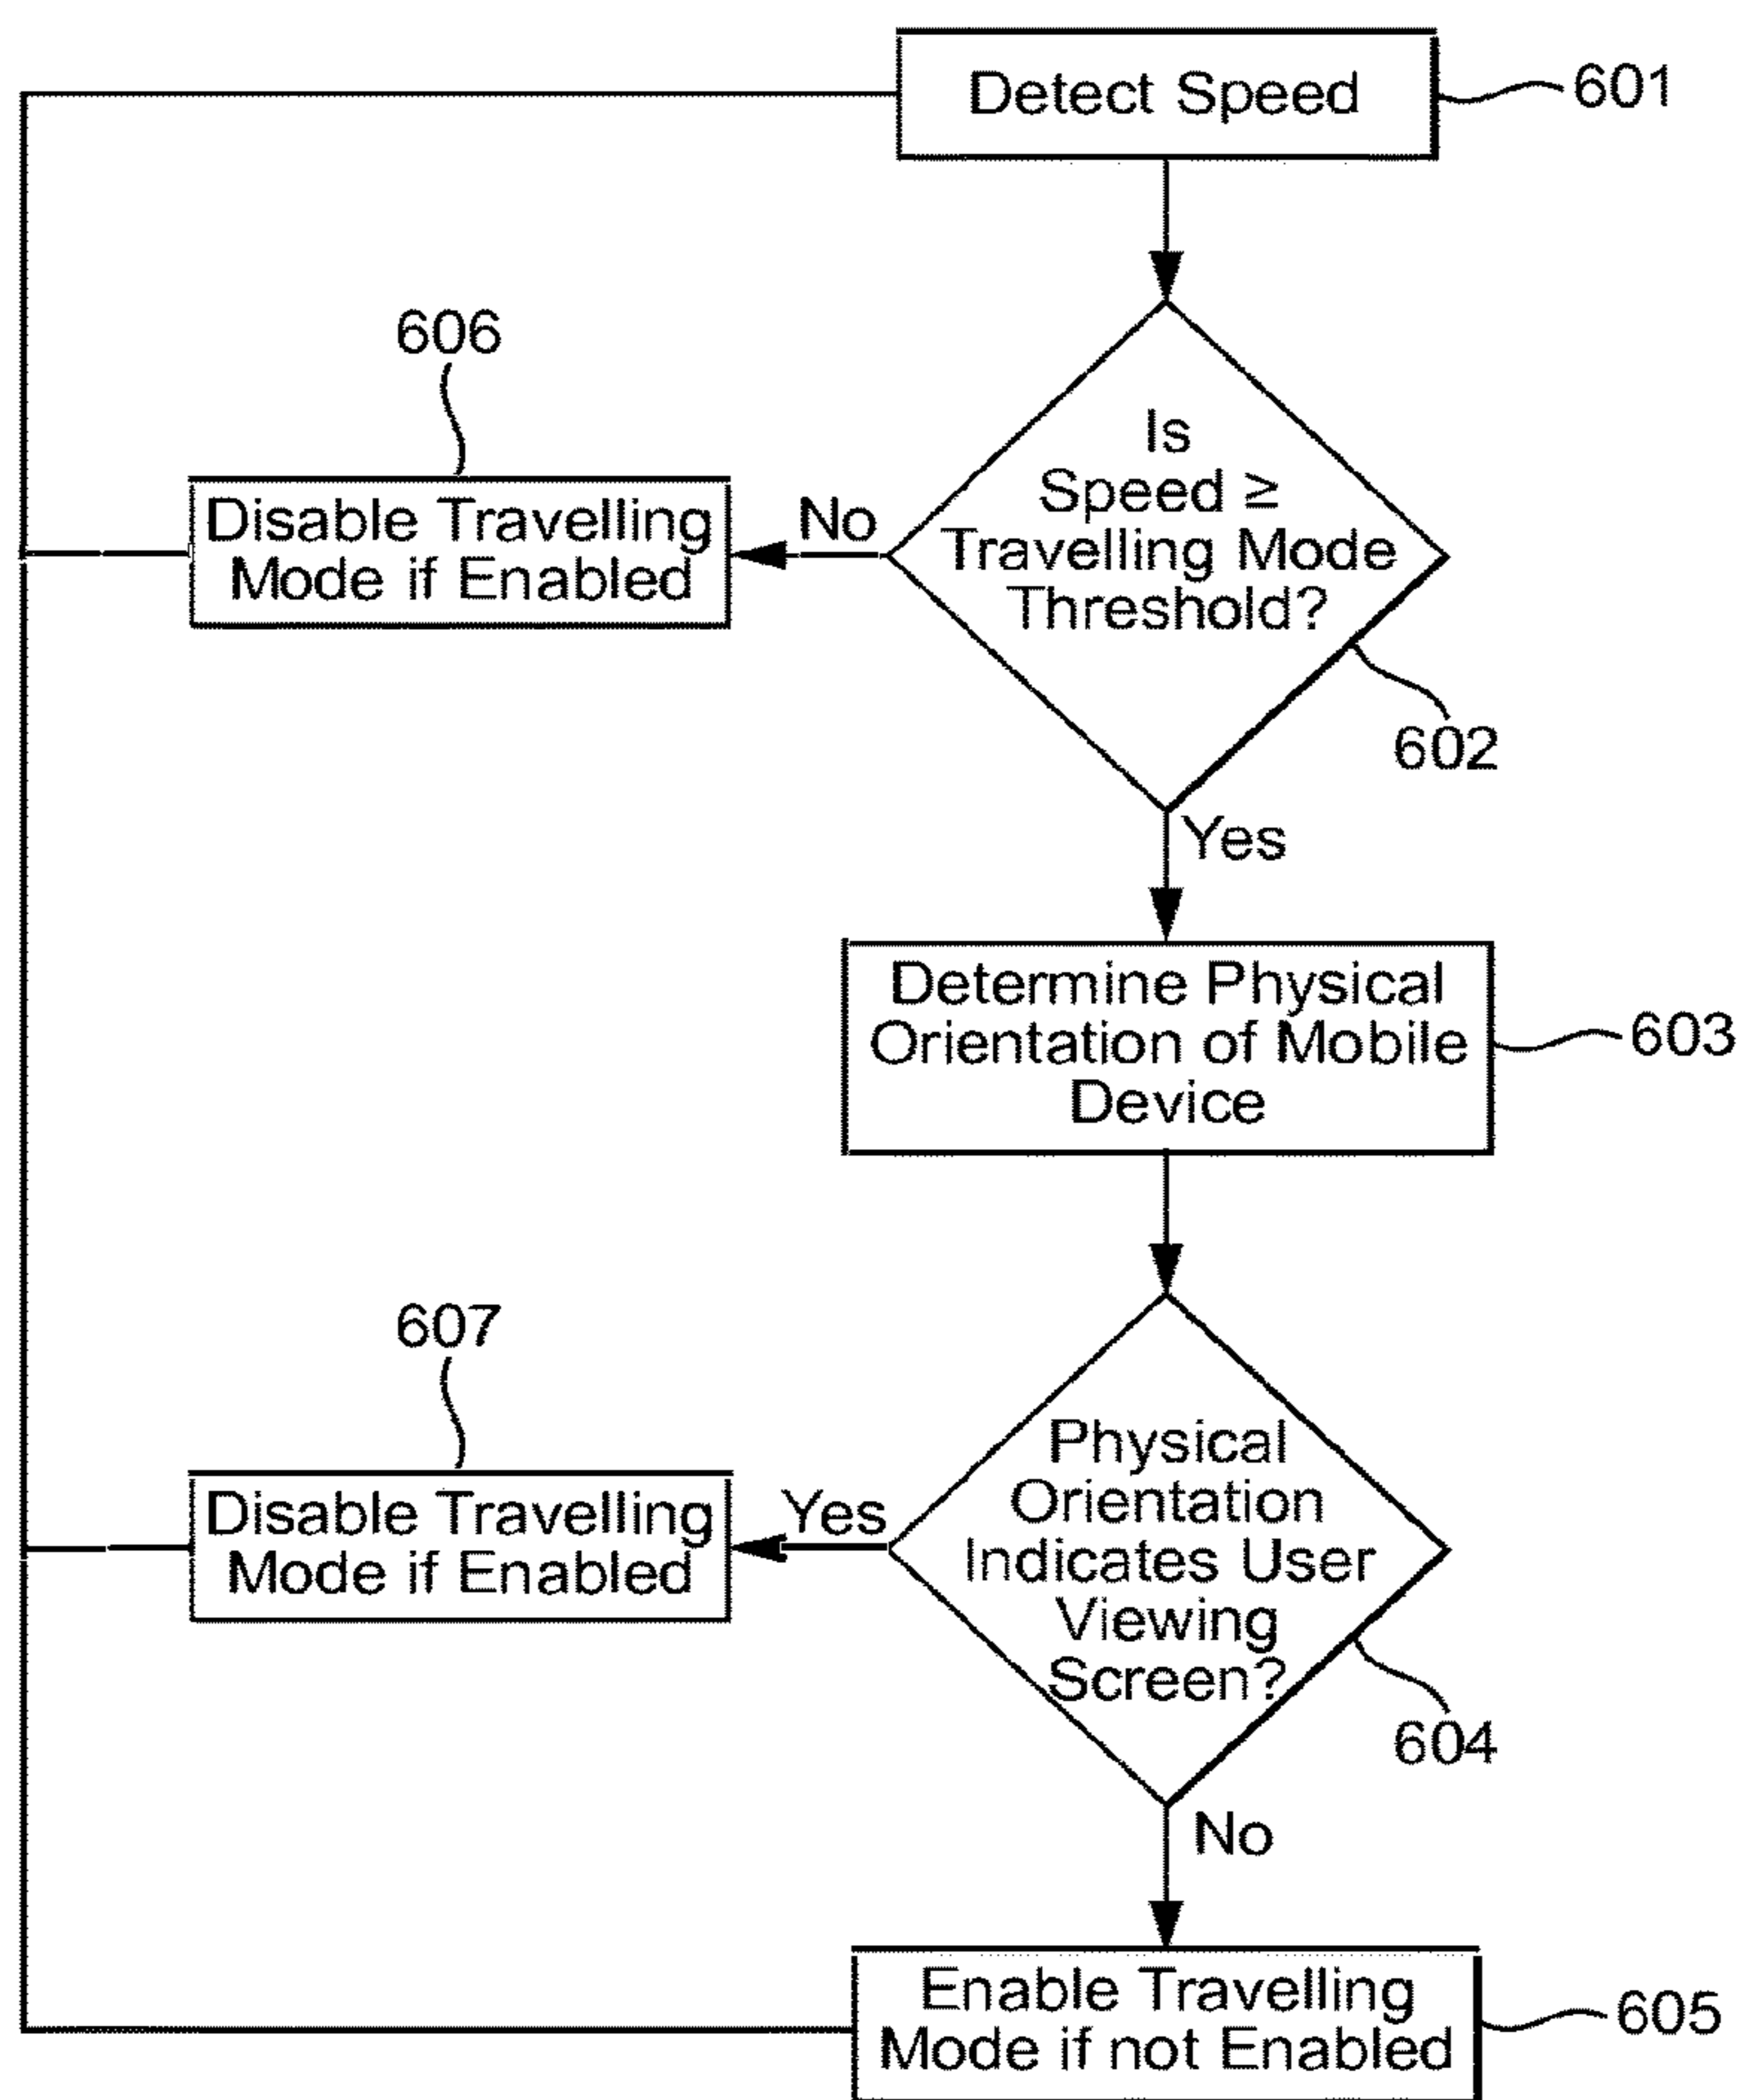 Detect Speed
601
606
Is
Speed ≥
Travelling Mode
Threshold?
No
Disable Travelling
Mode if Enabled
602
Yes
Determine Physical
Orientation of Mobile
Device
603
607
Physical
Orientation
Indicates User
Viewing
Screen?
Yes
Disable Travelling
Mode if Enabled
604
No
Enable Travelling
Mode if not Enabled
605